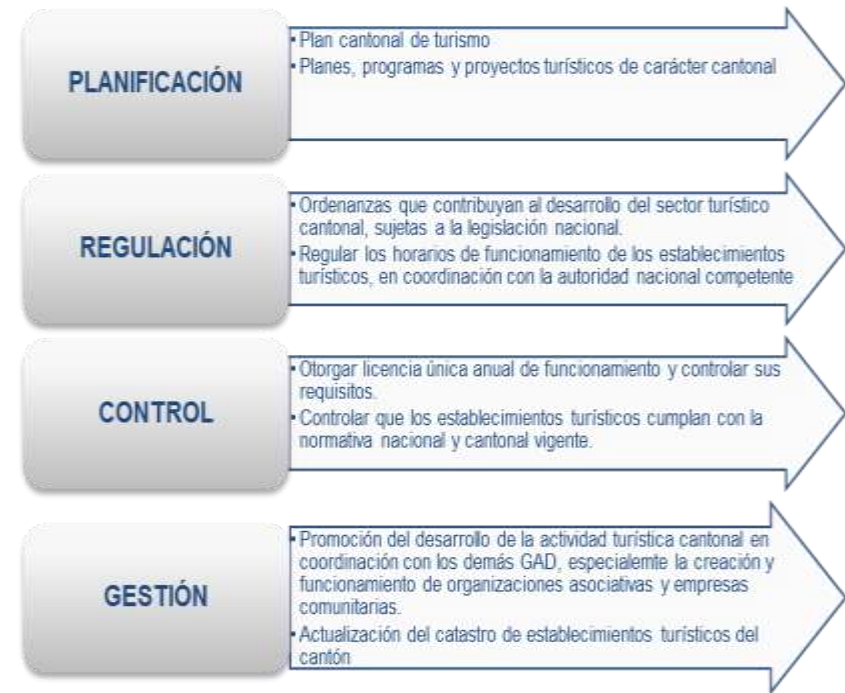 PLANIFICACIÓN
• Plan cantonal de turismo
• Planes, programas y proyectos turísticos de carácter cantonal
REGULACIÓN
• Ordenanzas que contribuyan al desarrollo del sector turístico
cantonal, sujetas a la legislación nacional.
• Regular los horarios de funcionamiento de los establecimientos
turísticos, en coordinación con la autoridad nacional competente
CONTROL
• Otorgar licencia única anual de funcionamiento y controlar sus
requisitos.
• Controlar que los establecimientos turísticos cumplan con la
normativa nacional y cantonal vigente.
GESTIÓN
• Promoción del desarrollo de la actividad turística cantonal en
coordinación con los demás GAD, especialemte la creación y
funcionamiento de organizaciones asociativas y empresas
comunitarias.
• Actualización del catastro de establecimientos turísticos del
cantón